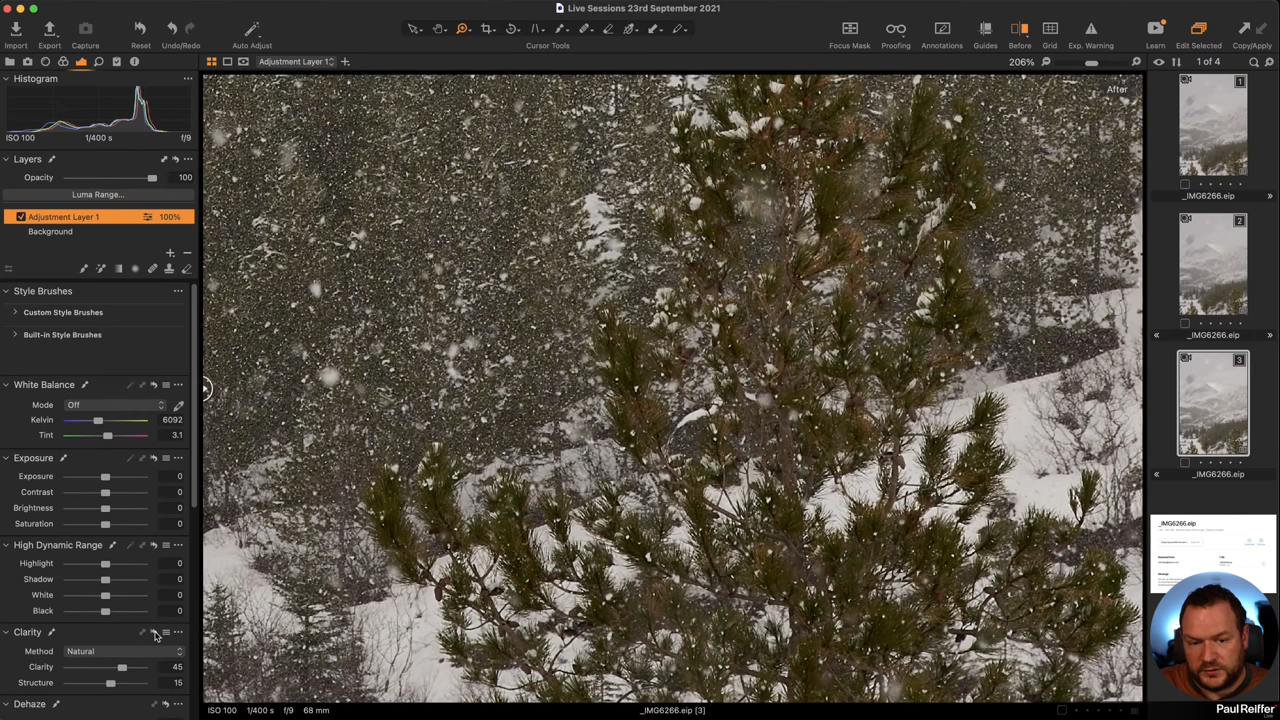 Live Sessions 23rd September 2021
Import
Export
Capture
Reset
Undo/Redo
Auto Adjust
Cursor Tools
Focus Mask
Proofing
Annotations
Guides
Before
Grid
Exp. Warning
Learn
Edit Selected
Copy/Apply
Adjustment Layer 1
206%
1 of 4
Histogram
ISO 100 1/400 s f/9
Layers
Opacity 100
Luma Range...
Adjustment Layer 1 100%
Background
Style Brushes
Custom Style Brushes
Built-in Style Brushes
White Balance
Mode Off
Kelvin 6092
Tint 3.1
Exposure
Exposure 0
Contrast 0
Brightness 0
Saturation 0
High Dynamic Range
Highlight 0
Shadow 0
White 0
Black 0
Clarity
Method Natural
Clarity 45
Structure 15
Dehaze
After
ISO 100 1/400 s f/9 68 mm
_IMG6266.eip [3]
1
_IMG6266.eip
2
_IMG6266.eip
3
_IMG6266.eip
_IMG6266.eip
Paul Reiffer
Live